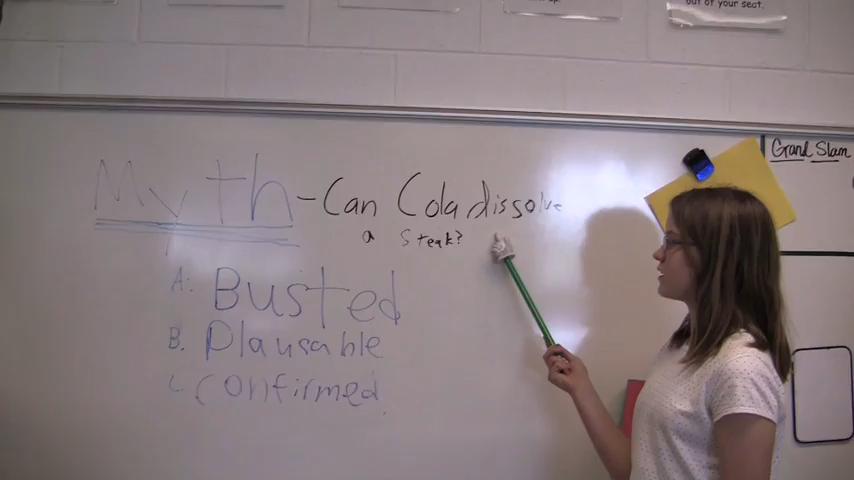 out of your seat.
Grand Slam
Myth - Can Cola dissolve
a Steak?
A: Busted
B. Plausable
C. Confirmed.